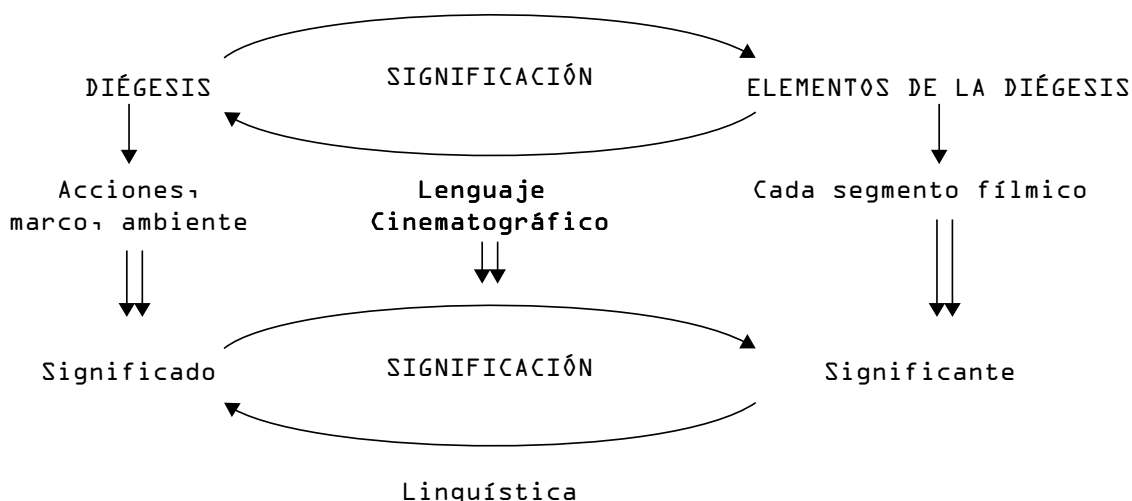 SIGNIFICACIÓN
DIÉGESIS
ELEMENTOS DE LA DIÉGESIS
Acciones,
marco, ambiente
Lenguaje
Cinematográfico
Cada segmento fílmico
Significado
SIGNIFICACIÓN
Significante
Linguística